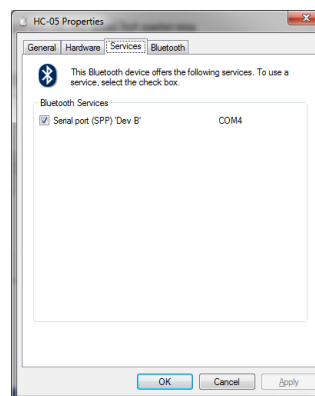 HC-05 Properties
General Hardware Services Bluetooth
This Bluetooth device offers the following services. To use a
service, select the check box.
Bluetooth Services
Serial port (SPP) 'Dev B' COM4
OK Cancel Apply